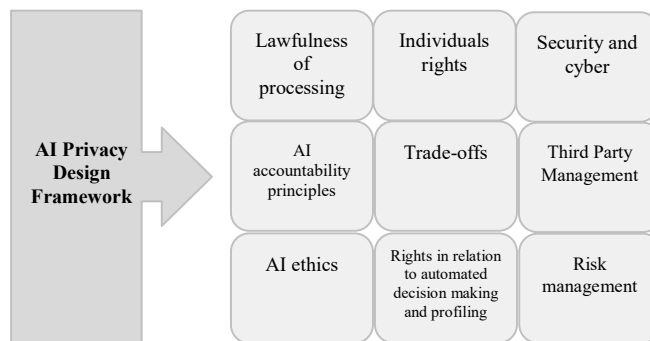 AI Privacy
Design
Framework
Lawfulness
of
processing
Individuals
rights
Security and
cyber
AI
accountability
principles
Trade-offs
Third Party
Management
AI ethics
Rights in relation
to automated
decision making
and profiling
Risk
management